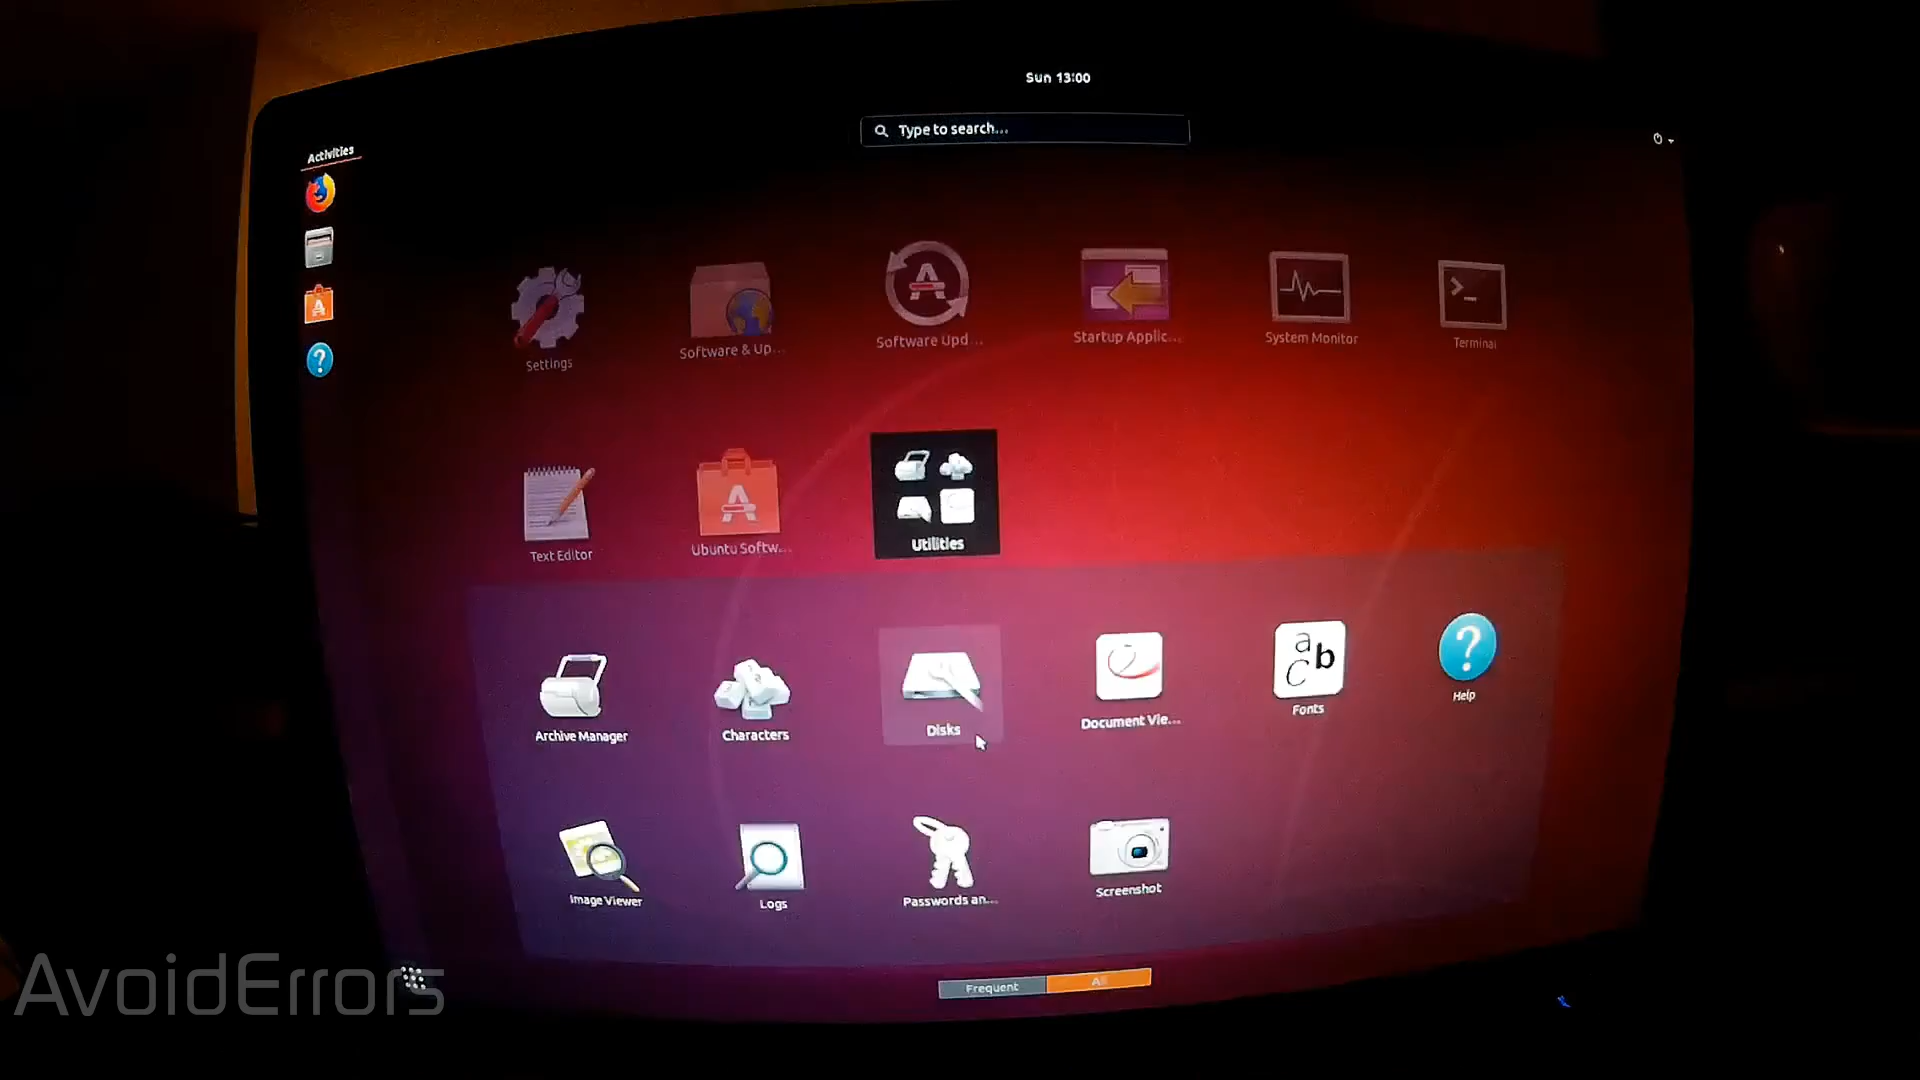 Sun 13:00
Type to search...
Activities
Settings
Software & Up...
Software Upd...
Startup Applic...
System Monitor
Terminal
Text Editor
Ubuntu Softw...
Utilities
Archive Manager
Characters
Disks
Document Vie...
Fonts
Help
Image Viewer
Logs
Passwords an...
Screenshot
Frequent
All
AvoidErrors